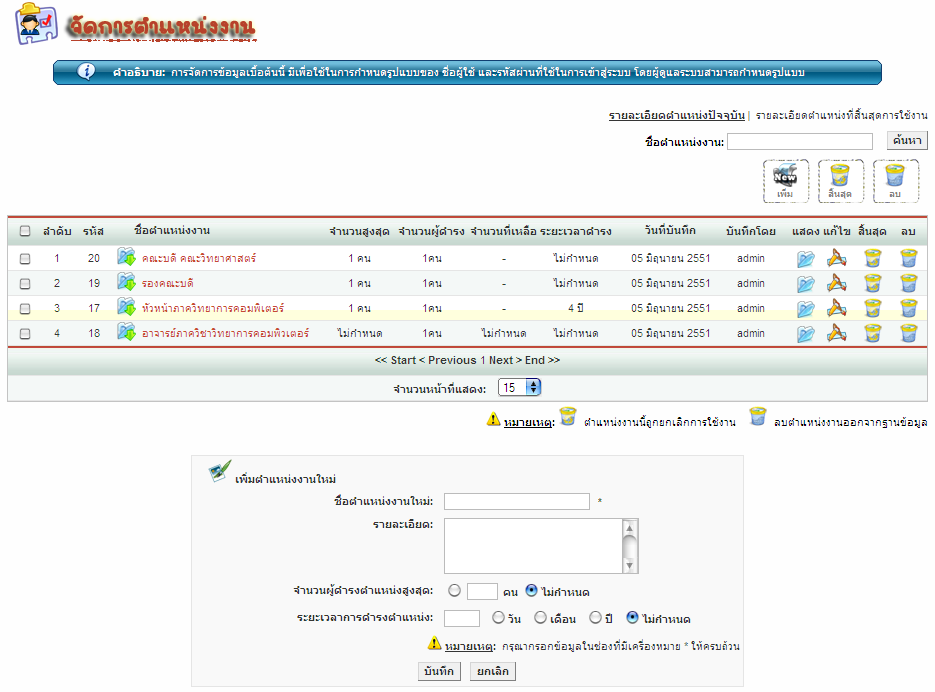 จัดการตำแหน่งงาน
คำอธิบาย: การจัดการข้อมูลเบื้อต้นนี้ มีเพื่อใช้ในการกำหนดรูปแบบของ ชื่อผู้ใช้ และรหัสผ่านที่ใช้ในการเข้าสู่ระบบ โดยผู้ดูแลระบบสามารถกำหนดรูปแบบ
รายละเอียดตำแหน่งปัจจุบัน | รายละเอียดตำแหน่งที่สิ้นสุดการใช้งาน
ชื่อตำแหน่งงาน: ค้นหา
New
เพิ่ม สิ้นสุด ลบ
ลำดับ รหัส ชื่อตำแหน่งงาน จำนวนสูงสุด จำนวนผู้ดำรง จำนวนที่เหลือ ระยะเวลาดำรง วันที่บันทึก บันทึกโดย แสดง แก้ไข สิ้นสุด ลบ
1 20 คณะบดี คณะวิทยาศาสตร์ 1 คน 1คน - ไม่กำหนด 05 มิถุนายน 2551 admin
2 19 รองคณะบดี 1 คน 1คน - ไม่กำหนด 05 มิถุนายน 2551 admin
3 17 หัวหน้าภาควิทยาการคอมพิเตอร์ 1 คน 1คน - 4 ปี 05 มิถุนายน 2551 admin
4 18 อาจารย์ภาควิชาวิทยาการคอมพิวเตอร์ ไม่กำหนด 1คน ไม่กำหนด ไม่กำหนด 05 มิถุนายน 2551 admin
<< Start < Previous 1 Next > End >>
จำนวนหน้าที่แสดง: 15
หมายเหตุ: ตำแหน่งงานนี้ถูกยกเลิกการใช้งาน ลบตำแหน่งงานออกจากฐานข้อมูล
เพิ่มตำแหน่งงานใหม่
ชื่อตำแหน่งงานใหม่: *
รายละเอียด:
จำนวนผู้ดำรงตำแหน่งสูงสุด: คน ไม่กำหนด
ระยะเวลาการดำรงตำแหน่ง: วัน เดือน ปี ไม่กำหนด
หมายเหตุ: กรุณากรอกข้อมูลในช่องที่มีเครื่องหมาย * ให้ครบถ้วน
บันทึก ยกเลิก